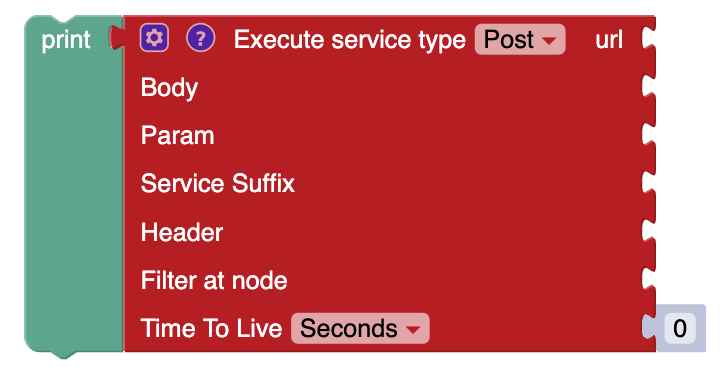 print ? Execute service type Post url
Body
Param
Service Suffix
Header
Filter at node
Time To Live Seconds 0